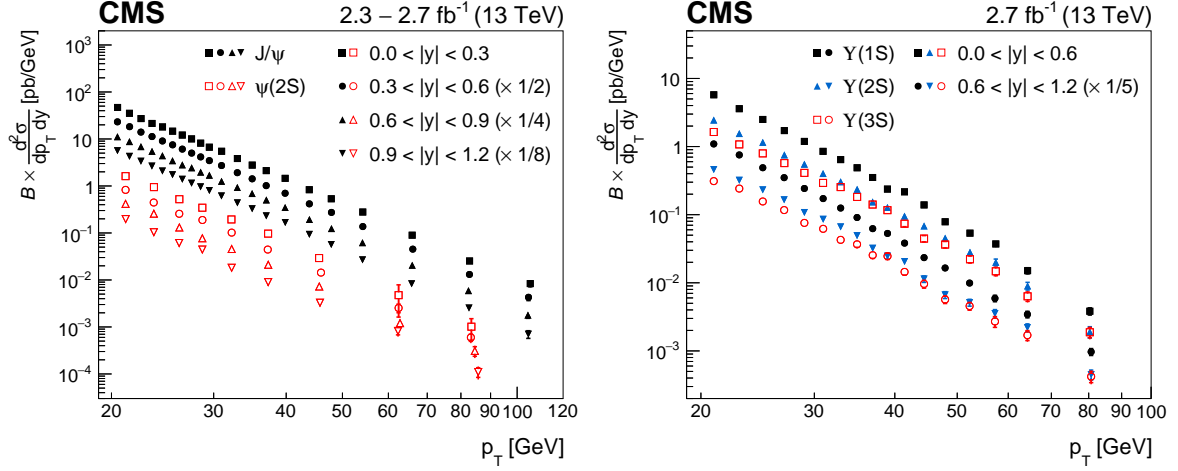 CMS 2.3 − 2.7 fb⁻¹ (13 TeV)
B × d²σ / dp_T dy [pb/GeV]
10³
10²
10
1
10⁻¹
10⁻²
10⁻³
10⁻⁴
J/ψ
ψ(2S)
0.0 < |y| < 0.3
0.3 < |y| < 0.6 (× 1/2)
0.6 < |y| < 0.9 (× 1/4)
0.9 < |y| < 1.2 (× 1/8)
20 30 40 50 60 70 80 90 100 120
p_T [GeV]
CMS 2.7 fb⁻¹ (13 TeV)
B × d²σ / dp_T dy [pb/GeV]
10
1
10⁻¹
10⁻²
10⁻³
ϒ(1S)
ϒ(2S)
ϒ(3S)
0.0 < |y| < 0.6
0.6 < |y| < 1.2 (× 1/5)
20 30 40 50 60 70 80 90 100
p_T [GeV]